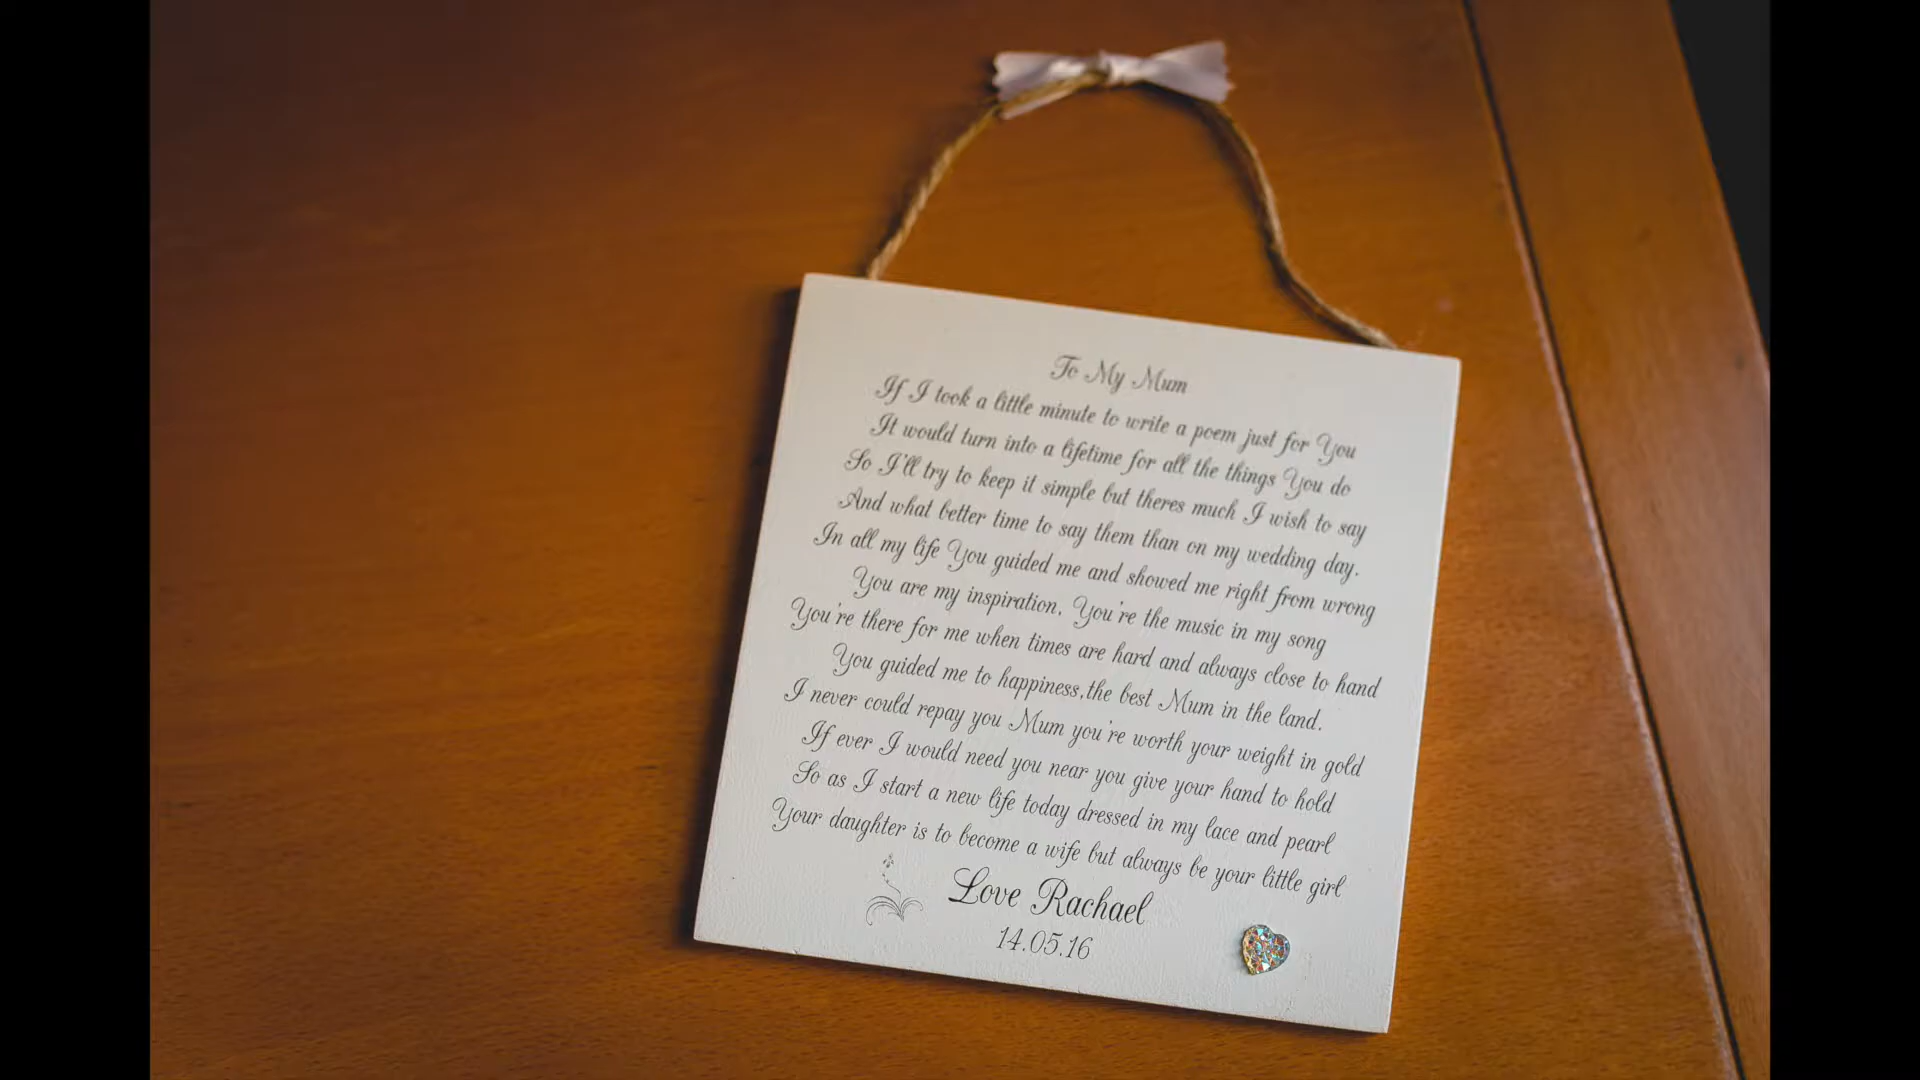 To My Mum
If I took a little minute to write a poem just for You
It would turn into a lifetime for all the things You do
So I'll try to keep it simple but theres much I wish to say
And what better time to say them than on my wedding day.
In all my life You guided me and showed me right from wrong
You are my inspiration, You're the music in my song
You're there for me when times are hard and always close to hand
You guided me to happiness,the best Mum in the land.
I never could repay you Mum you're worth your weight in gold
If ever I would need you near you give your hand to hold
So as I start a new life today dressed in my lace and pearl
Your daughter is to become a wife but always be your little girl
Love Rachael
14.05.16